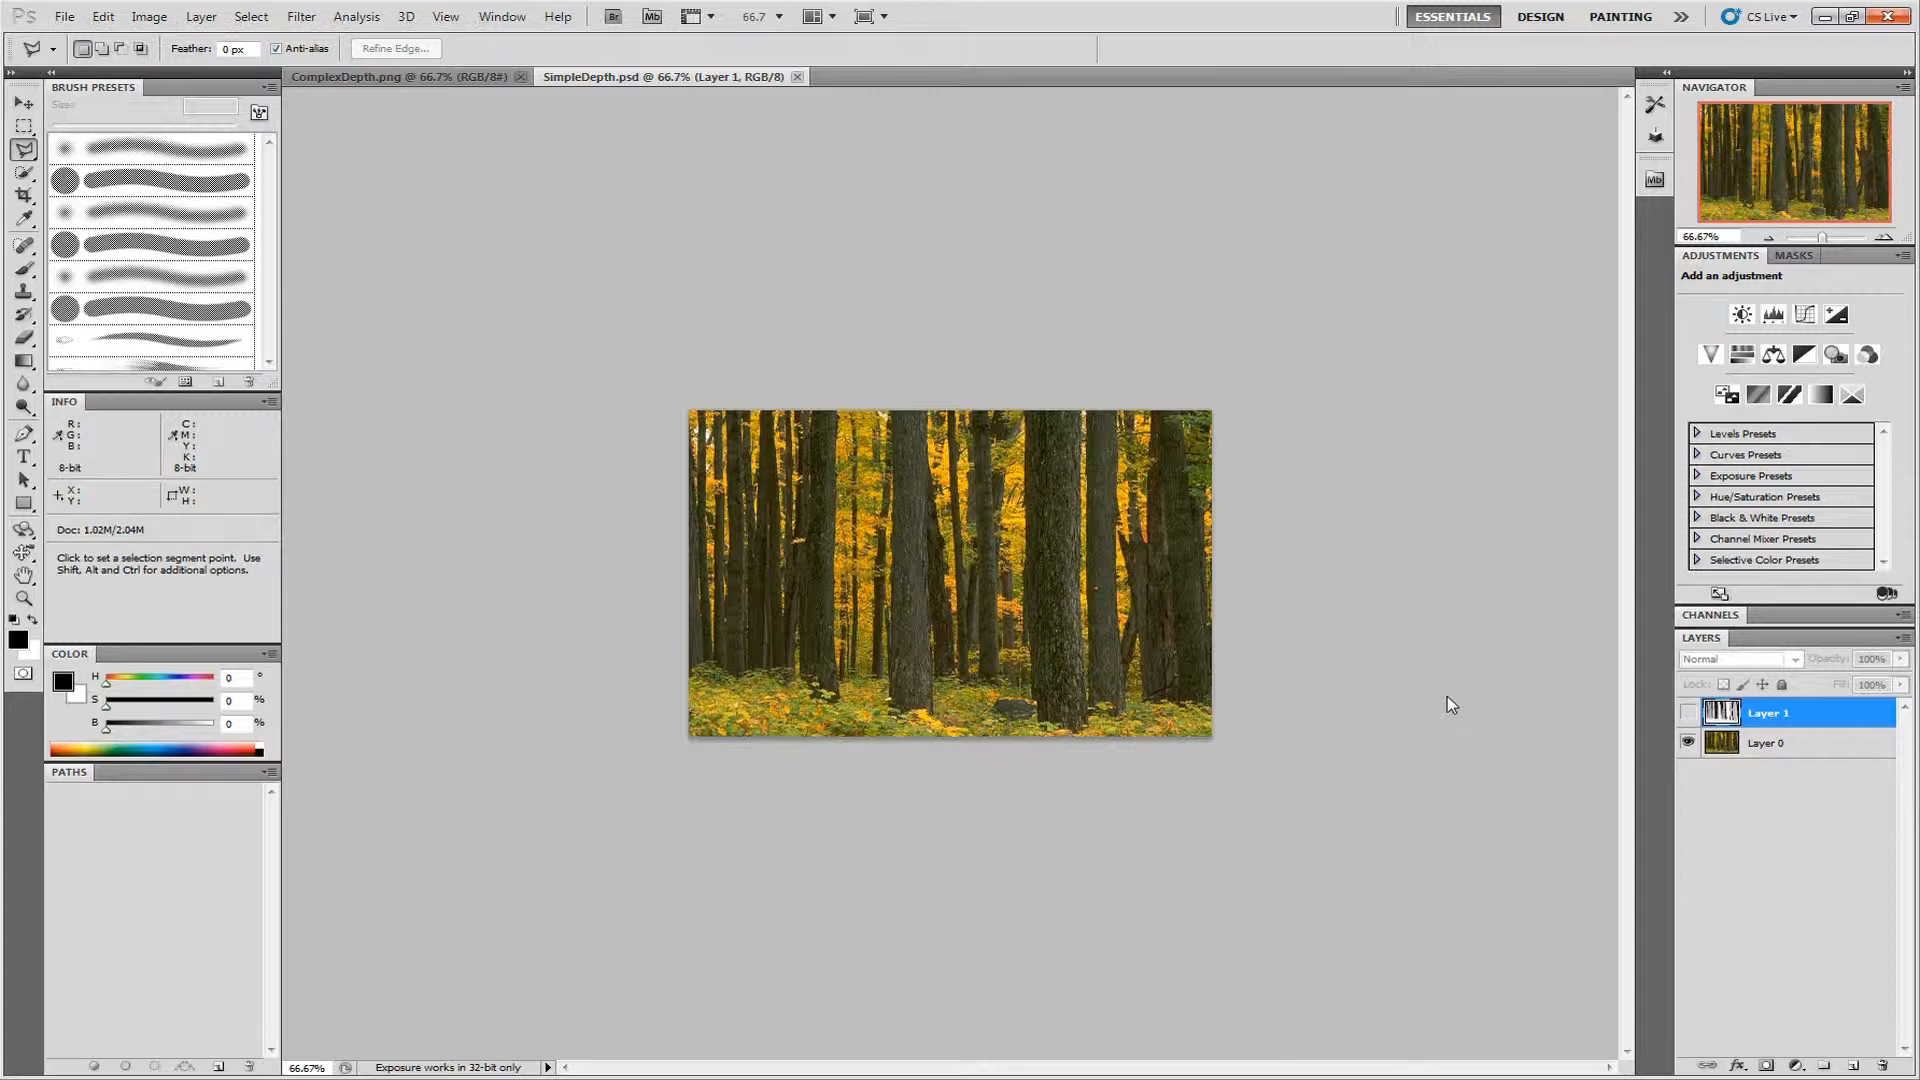 Ps File Edit Image Layer Select Filter Analysis 3D View Window Help Br Mb 66.7 ESSENTIALS DESIGN PAINTING CS Live
Feather: 0 px Anti-alias Refine Edge...
ComplexDepth.png @ 66.7% (RGB/8#) SimpleDepth.psd @ 66.7% (Layer 1, RGB/8)
BRUSH PRESETS
Size:
INFO
R: C:
G: M:
B: Y:
K:
8-bit 8-bit
X: W:
Y: H:
Doc: 1.02M/2.04M
Click to set a selection segment point. Use
Shift, Alt and Ctrl for additional options.
COLOR
H 0 °
S 0 %
B 0 %
PATHS
66.67% Exposure works in 32-bit only
Mb
NAVIGATOR
66.67%
ADJUSTMENTS MASKS
Add an adjustment
Levels Presets
Curves Presets
Exposure Presets
Hue/Saturation Presets
Black & White Presets
Channel Mixer Presets
Selective Color Presets
CHANNELS
LAYERS
Normal Opacity: 100%
Lock: Fill: 100%
Layer 1
Layer 0
fx